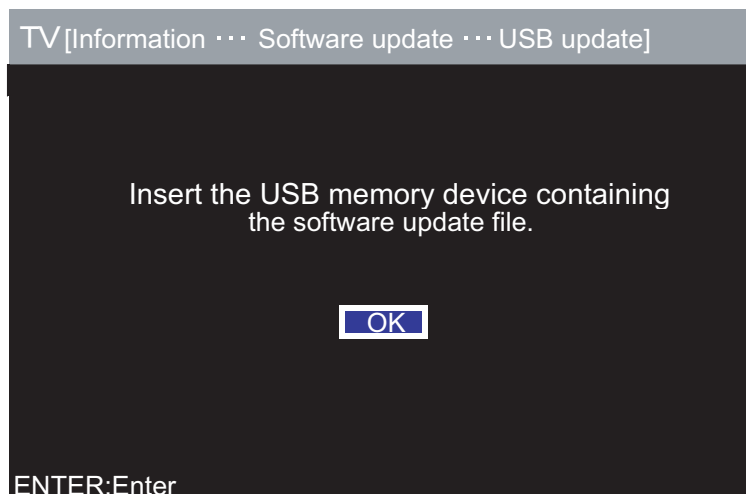 TV [Information ··· Software update ··· USB update]
Insert the USB memory device containing
the software update file.
OK
ENTER:Enter